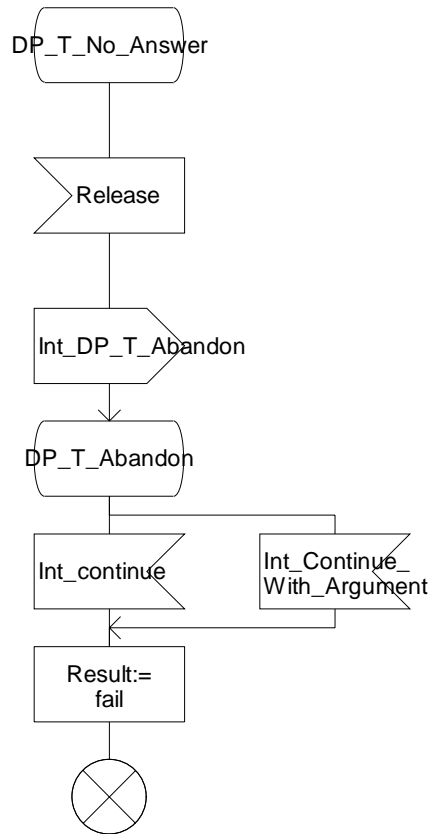 DP_T_No_Answer
Release
Int_DP_T_Abandon
DP_T_Abandon
Int_continue
Int_Continue_
With_Argument
Result:=
fail